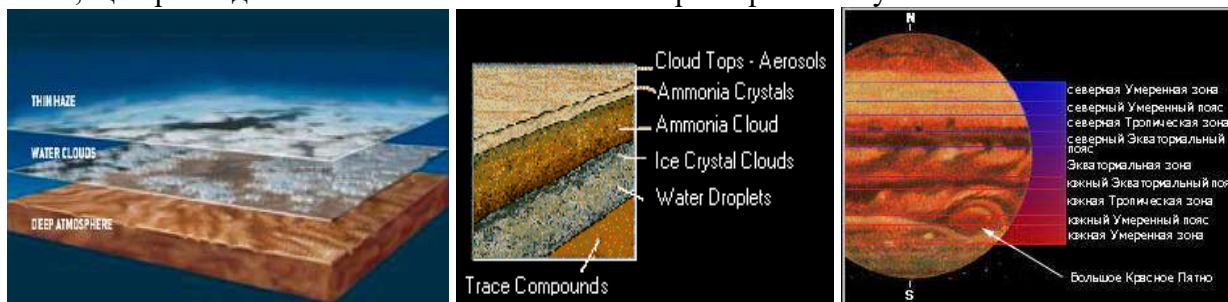 THIN HAZE
WATER CLOUDS
DEEP ATMOSPHERE
Cloud Tops - Aerosols
Ammonia Crystals
Ammonia Cloud
Ice Crystal Clouds
Water Droplets
Trace Compounds
N
северная Умеренная зона
северный Умеренный пояс
северная Тропическая зона
северный Экваториальный
пояс
Экваториальная зона
южный Экваториальный поя
южная Тропическая зона
южный Умеренный пояс
южная Умеренная зона
Большое Красное Пятно
S